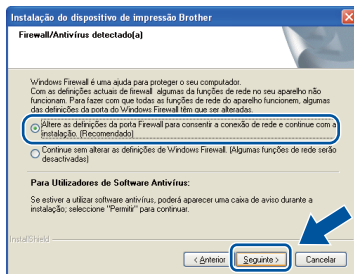 Instalação do dispositivo de impressão Brother
Firewall/Antivírus detectado(a)
Windows Firewall é uma ajuda para proteger o seu computador.
Com as definições actuais de firewall algumas da funções de rede no seu aparelho não
funcionam. Para fazer com todas as funções de rede do aparelho funcionem, algumas
das definições da porta do Windows Firewall têm que ser alteradas.
Altere as definições da porta Firewall para consentir a conexão de rede e continue com a
instalação. (Recomendado)
Continue sem alterar as definições de Windows Firewall. (Algumas funções de rede serão
desactivadas)
Para Utilizadores de Software Antivírus:
Se estiver a utilizar software antivírus, poderá aparecer uma caixa de aviso durante a
instalação; seleccione "Permitir" para continuar.
InstallShield
< Anterior
Seguinte >
Cancelar